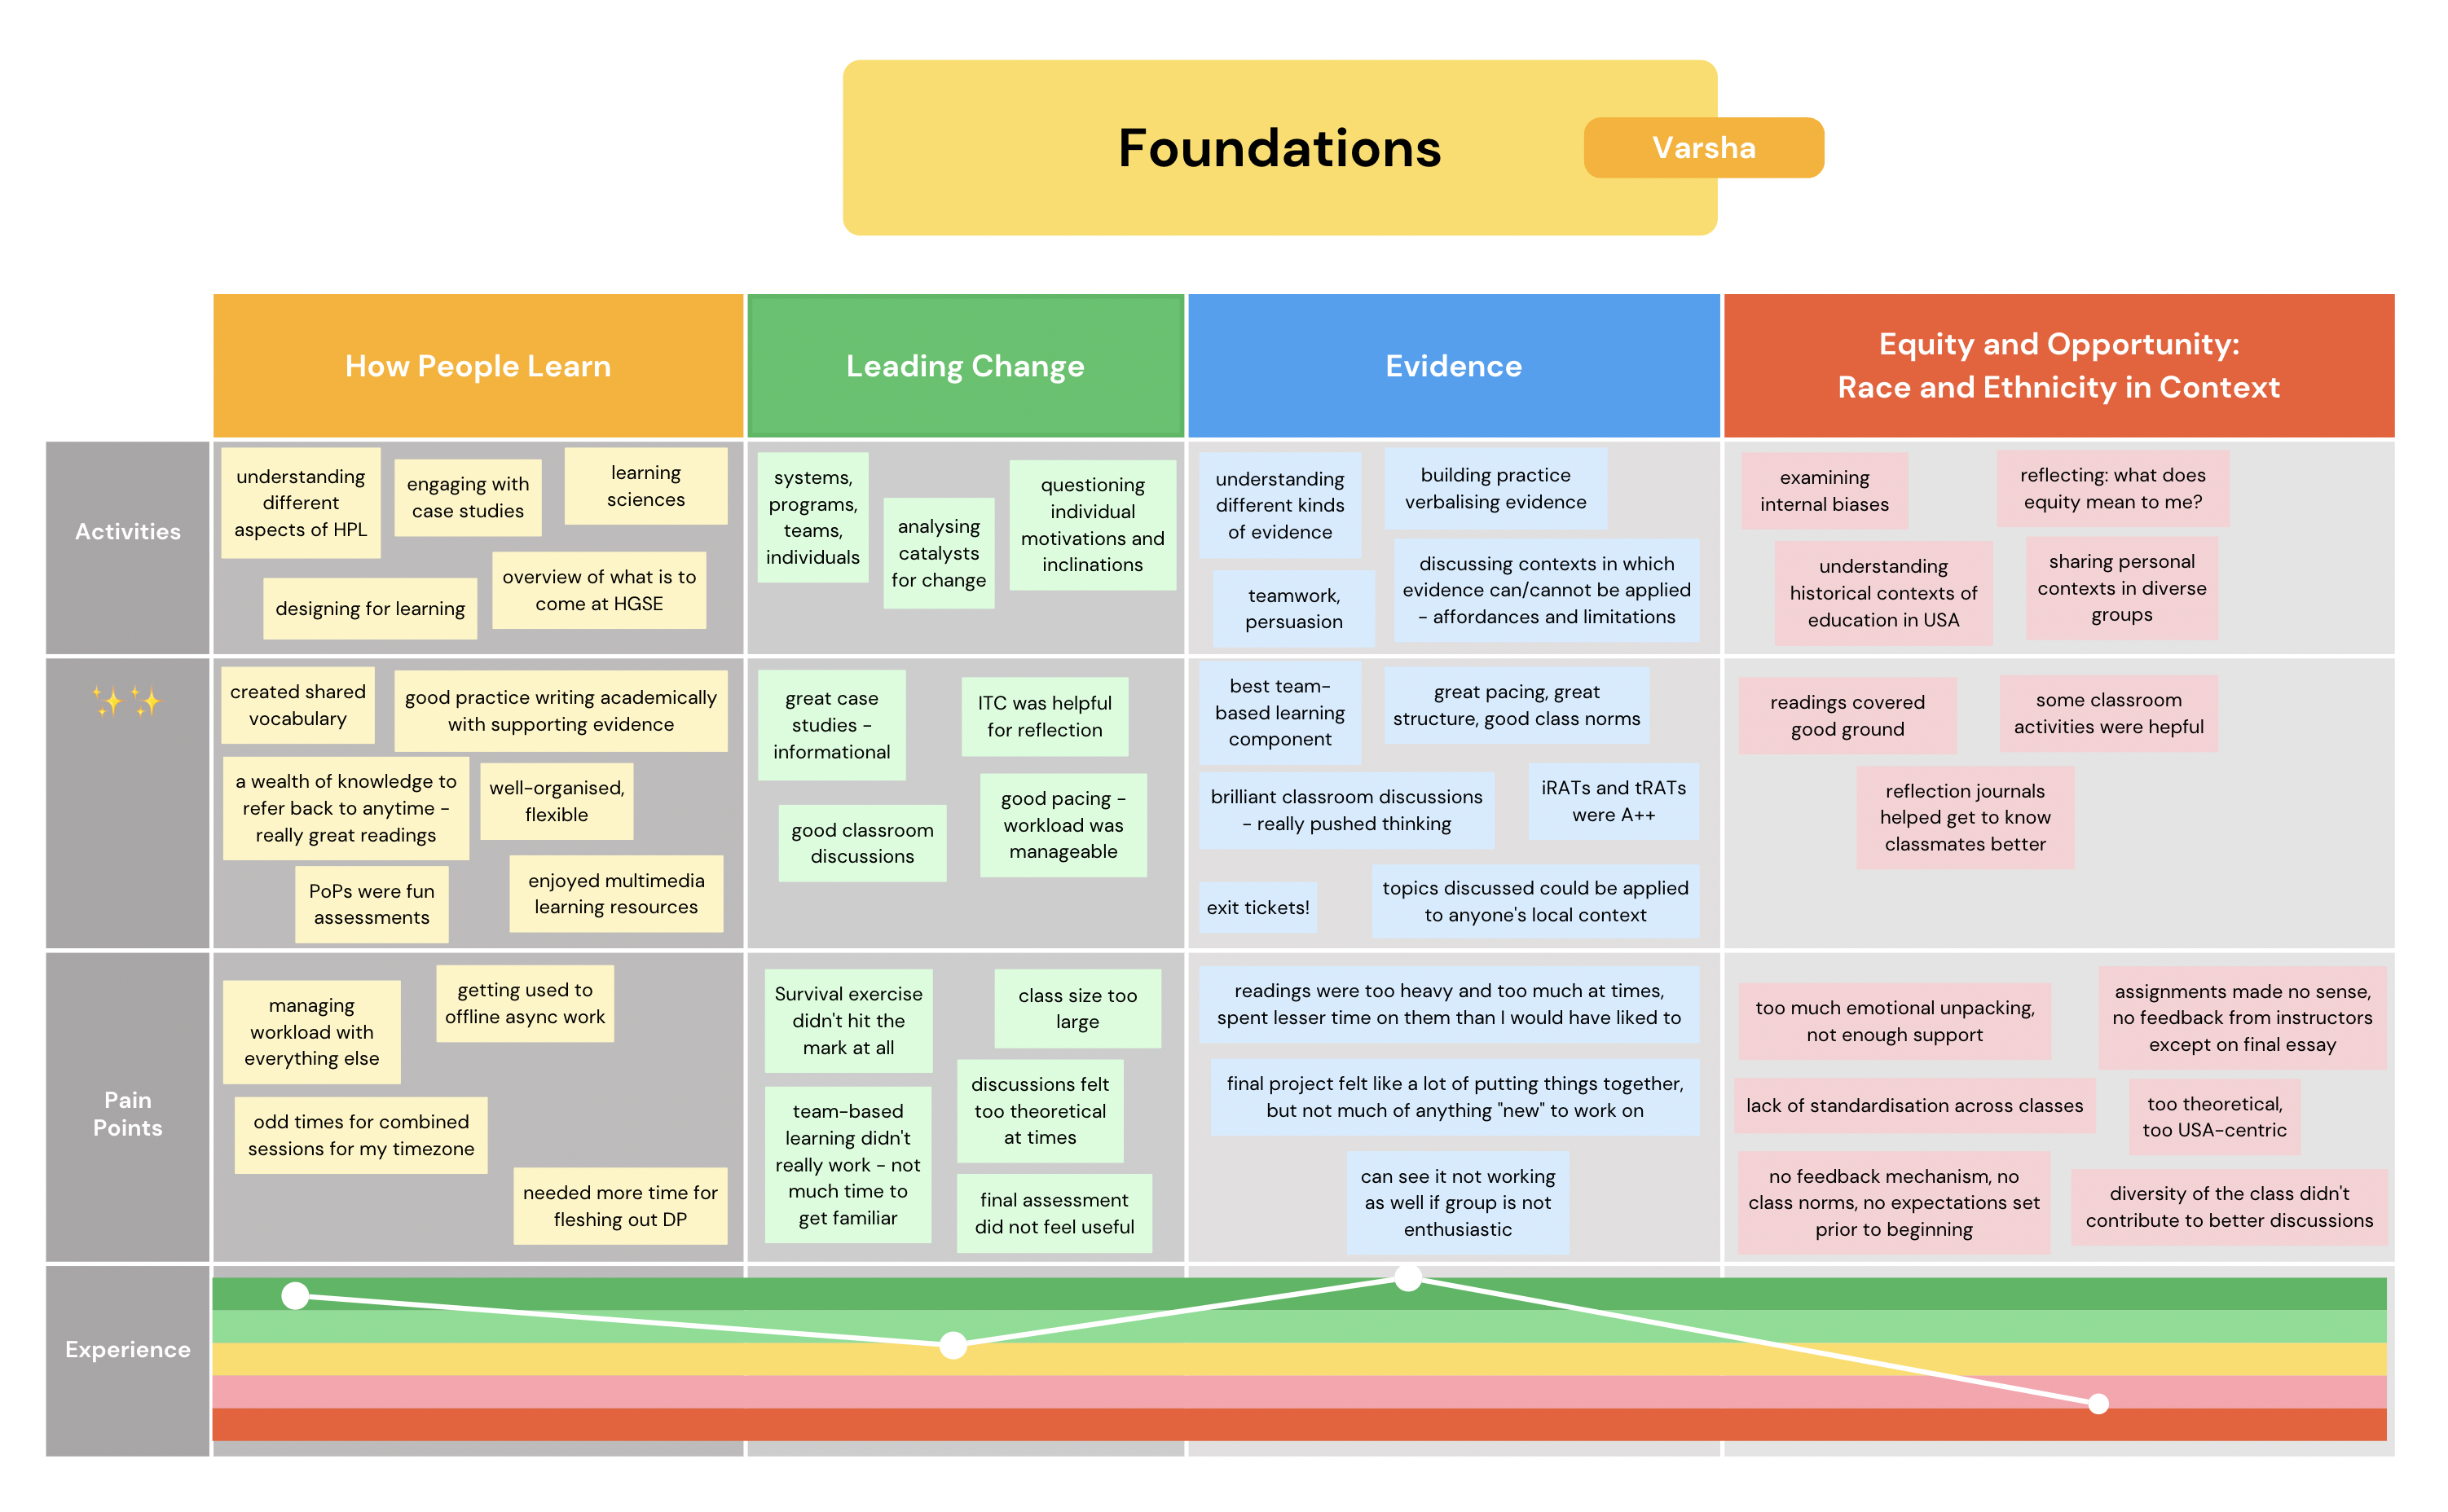 Foundations
Varsha
How People Learn
Leading Change
Evidence
Equity and Opportunity:
Race and Ethnicity in Context
Activities
understanding
different
aspects of HPL
engaging with
case studies
learning
sciences
designing for learning
overview of what is to
come at HGSE
systems,
programs,
teams,
individuals
analysing
catalysts
for change
questioning
individual
motivations and
inclinations
understanding
different kinds
of evidence
building practice
verbalising evidence
teamwork,
persuasion
discussing contexts in which
evidence can/cannot be applied
- affordances and limitations
examining
internal biases
reflecting: what does
equity mean to me?
understanding
historical contexts of
education in USA
sharing personal
contexts in diverse
groups
created shared
vocabulary
good practice writing academically
with supporting evidence
a wealth of knowledge to
refer back to anytime -
really great readings
well-organised,
flexible
PoPs were fun
assessments
enjoyed multimedia
learning resources
great case
studies -
informational
ITC was helpful
for reflection
good classroom
discussions
good pacing -
workload was
manageable
best team-
based learning
component
great pacing, great
structure, good class norms
brilliant classroom discussions
- really pushed thinking
iRATs and tRATs
were A++
exit tickets!
topics discussed could be applied
to anyone's local context
readings covered
good ground
some classroom
activities were hepful
reflection journals
helped get to know
classmates better
Pain
Points
managing
workload with
everything else
getting used to
offline async work
odd times for combined
sessions for my timezone
needed more time for
fleshing out DP
Survival exercise
didn't hit the
mark at all
class size too
large
team-based
learning didn't
really work - not
much time to
get familiar
discussions felt
too theoretical
at times
final assessment
did not feel useful
readings were too heavy and too much at times,
spent lesser time on them than I would have liked to
final project felt like a lot of putting things together,
but not much of anything "new" to work on
can see it not working
as well if group is not
enthusiastic
too much emotional unpacking,
not enough support
assignments made no sense,
no feedback from instructors
except on final essay
lack of standardisation across classes
too theoretical,
too USA-centric
no feedback mechanism, no
class norms, no expectations set
prior to beginning
diversity of the class didn't
contribute to better discussions
Experience